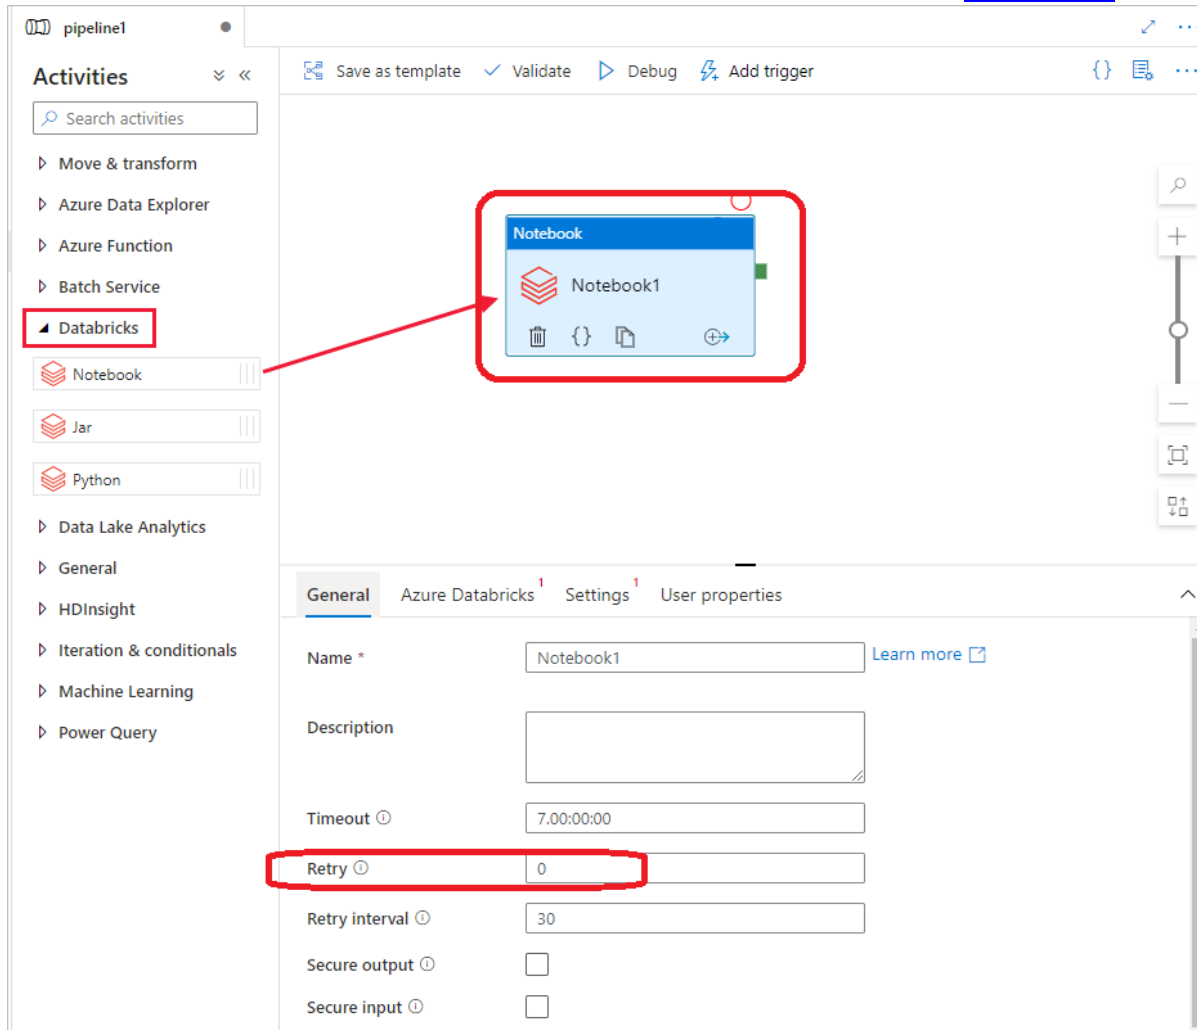 pipeline1
Activities
Save as template
Validate
Debug
Add trigger
Search activities
Move & transform
Azure Data Explorer
Azure Function
Batch Service
Databricks
Notebook
Jar
Python
Data Lake Analytics
General
HDInsight
Iteration & conditionals
Machine Learning
Power Query
Notebook
Notebook1
General
Azure Databricks 1
Settings 1
User properties
Name *
Notebook1
Learn more
Description
Timeout
7.00:00:00
Retry
0
Retry interval
30
Secure output
Secure input